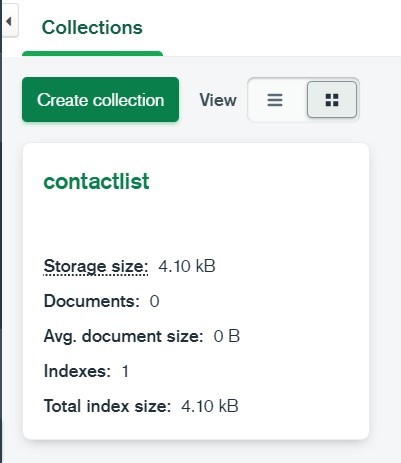 Collections
Create collection View
contactlist
Storage size: 4.10 kB
Documents: 0
Avg. document size: 0 B
Indexes: 1
Total index size: 4.10 kB